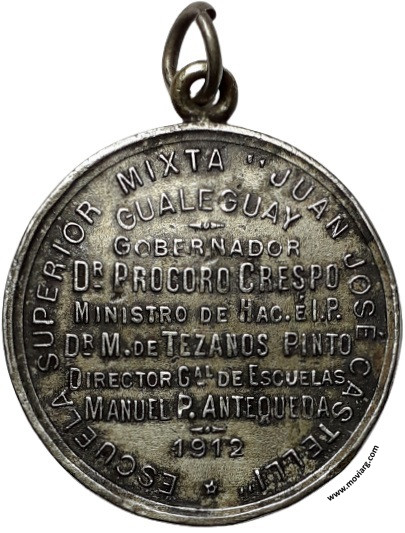 ESCUELA SUPERIOR MIXTA "JUAN JOSÉ CASTELLI"
GUALEGUAY
GOBERNADOR
DR PROCORO CRESPO
MINISTRO DE HAC. É I.P.
DR M. DE TEZANOS PINTO
DIRECTOR GAL DE ESCUELAS
MANUEL P. ANTEQUEDA
1912
www.moviarg.com